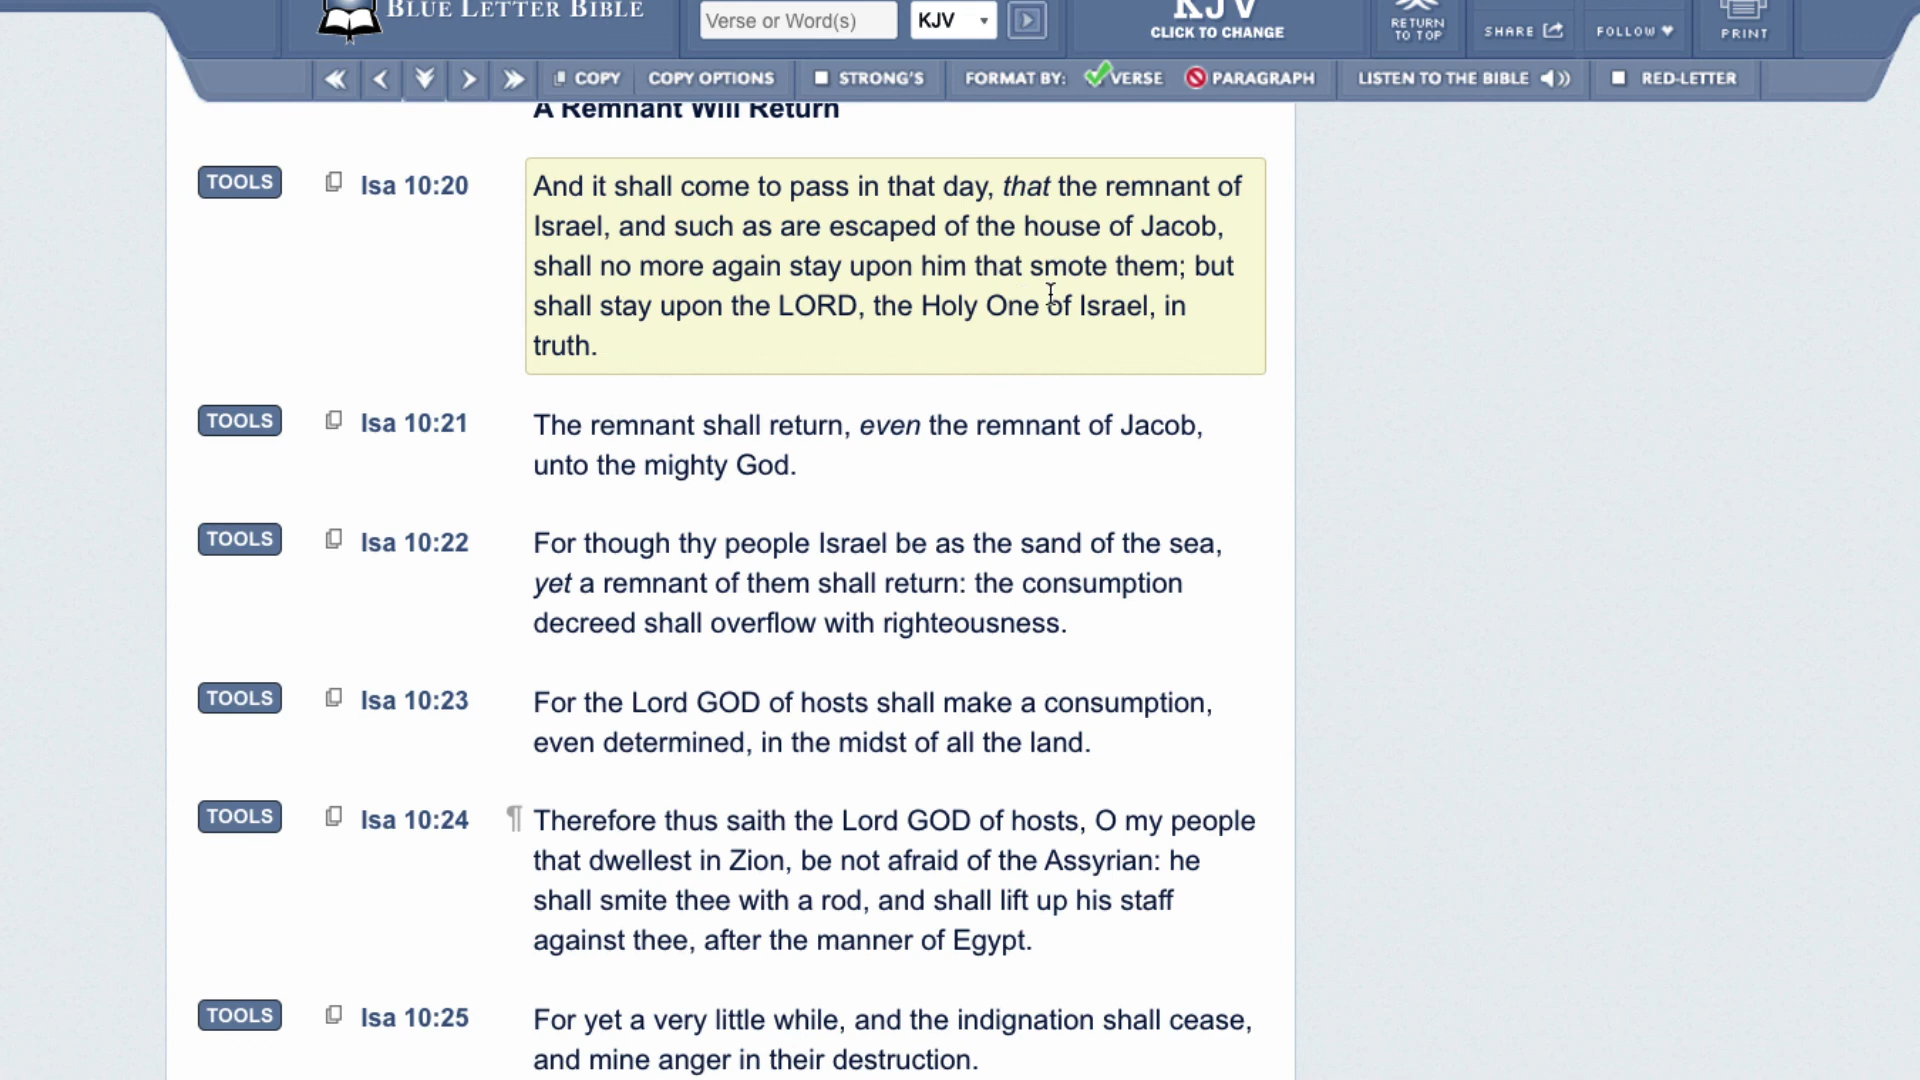 BLUE LETTER BIBLE
Verse or Word(s)
KJV
KJV
CLICK TO CHANGE
RETURN
TO TOP
SHARE
FOLLOW
PRINT
COPY
COPY OPTIONS
STRONG'S
FORMAT BY:
VERSE
PARAGRAPH
LISTEN TO THE BIBLE
RED-LETTER
A Remnant Will Return
TOOLS
Isa 10:20
And it shall come to pass in that day, that the remnant of
Israel, and such as are escaped of the house of Jacob,
shall no more again stay upon him that smote them; but
shall stay upon the LORD, the Holy One of Israel, in
truth.
TOOLS
Isa 10:21
The remnant shall return, even the remnant of Jacob,
unto the mighty God.
TOOLS
Isa 10:22
For though thy people Israel be as the sand of the sea,
yet a remnant of them shall return: the consumption
decreed shall overflow with righteousness.
TOOLS
Isa 10:23
For the Lord GOD of hosts shall make a consumption,
even determined, in the midst of all the land.
TOOLS
Isa 10:24
¶ Therefore thus saith the Lord GOD of hosts, O my people
that dwellest in Zion, be not afraid of the Assyrian: he
shall smite thee with a rod, and shall lift up his staff
against thee, after the manner of Egypt.
TOOLS
Isa 10:25
For yet a very little while, and the indignation shall cease,
and mine anger in their destruction.